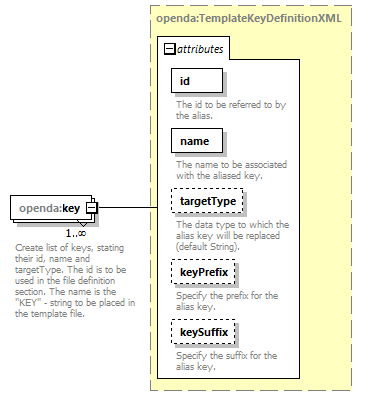 openda:TemplateKeyDefinitionXML
attributes
id
The id to be referred to by
the alias.
name
The name to be associated
with the aliased key.
targetType
The data type to which the
alias key will be replaced
(default String).
keyPrefix
Specify the prefix for the
alias key.
keySuffix
Specify the suffix for the
alias key.
openda:key
1..∞
Create list of keys, stating
their id, name and
targetType. The id is to be
used in the file definition
section. The name is the
"KEY" - string to be placed in
the template file.